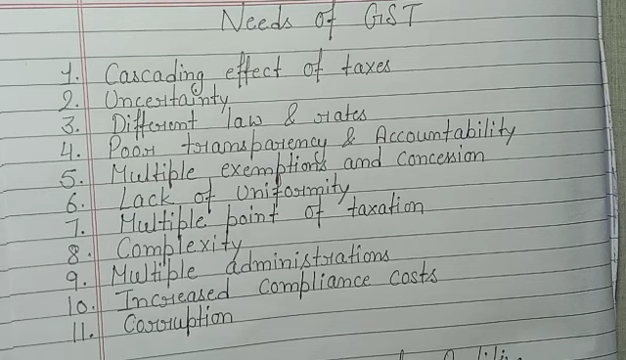 Needs of GST
1. Cascading effect of taxes
2. Uncertainty
3. Different law & rates
4. Poor transparency & Accountability
5. Multiple exemptions and concession
6. Lack of Uniformity
7. Multiple point of taxation
8. Complexity
9. Multiple administrations
10. Increased compliance costs
11. Corruption